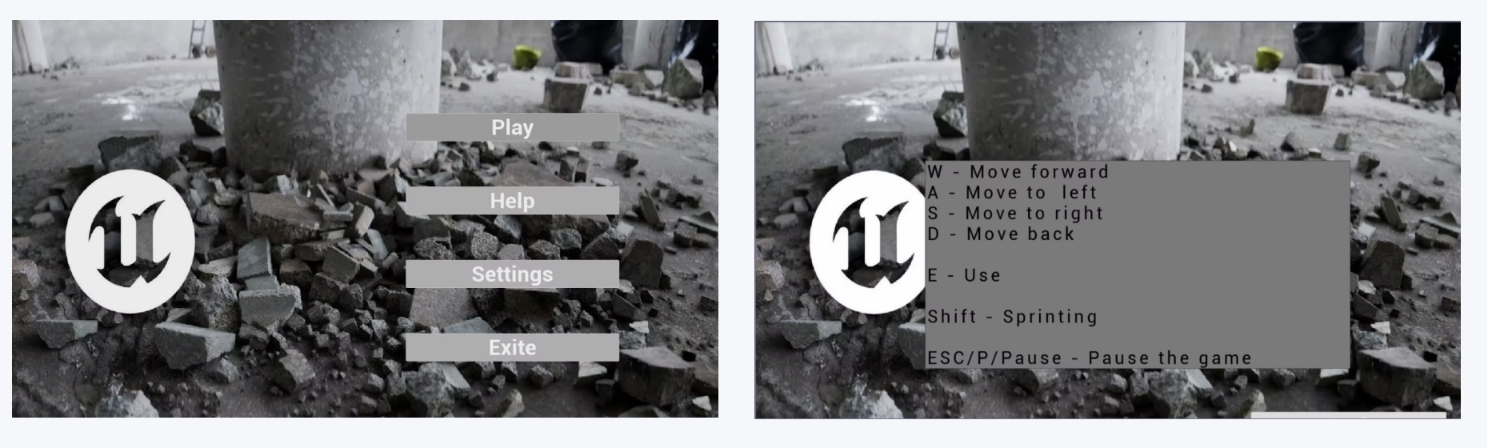 Play
Help
Settings
Exite
W - Move forward
A - Move to left
S - Move to right
D - Move back
E - Use
Shift - Sprinting
ESC/P/Pause - Pause the game